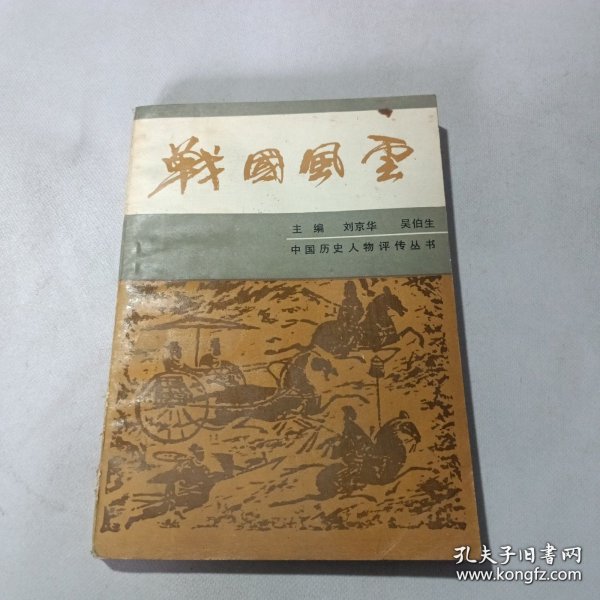 戰國風雲
主编 刘京华 吴伯生
中国历史人物评传丛书
孔夫子旧书网
www.kongfz.com